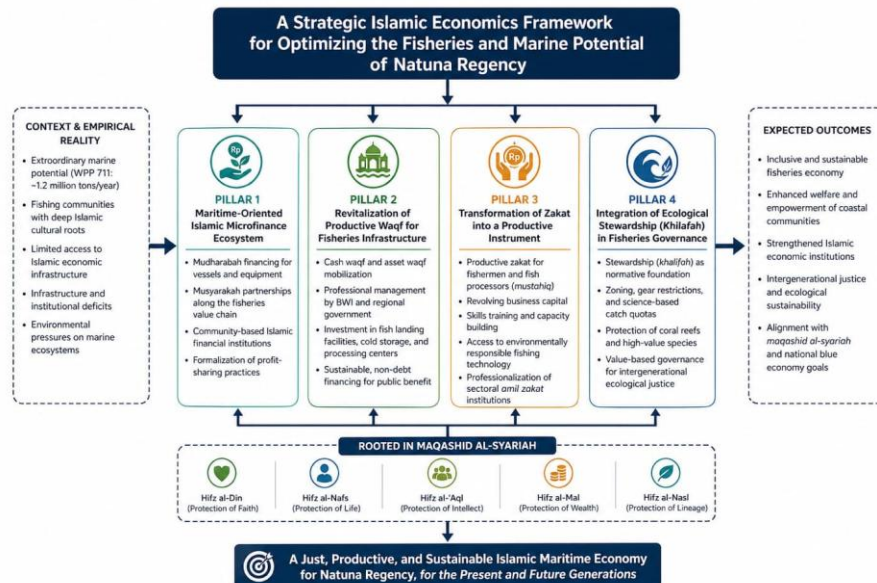 A Strategic Islamic Economics Framework
for Optimizing the Fisheries and Marine Potential
of Natuna Regency
CONTEXT & EMPIRICAL
REALITY
• Extroordinary marine
potential (WPP 711:
~1.2 million tons/year)
• Fishing communities
with deep Islamic
cultural roots
• Limited access to
Islamic economic
infrastructure
• Infrastructure and
institutional deficits
• Environmental
pressures on marine
ecosystems
Rp
PILLAR 1
Maritime-Oriented
Islamic Microfinance
Ecosystem
• Mudharabah financing for
vessels and equipment
• Musyarakah partnerships
along the fisheries
value chain
• Community-based Islamic
financial institutions
• Formalization of profit-
sharing practices
PILLAR 2
Revitalization of
Productive Waqf for
Fisheries Infrastructure
• Cash waqf and asset waqf
mobilization
• Professional management
by BWI and regional
government
• Investment in fish landing
facilities, cold storage, and
processing centers
• Sustainable, non-debt
financing for public benefit
Rp
PILLAR 3
Transformation of Zakat
into a Productive
Instrument
• Productive zakat for
fishermen and fish
processors (mustahiq)
• Revolving business capital
• Skills training and capacity
building
• Access to environmentally
responsible fishing
technology
• Professionalization of
sectoral amil zakat
institutions
PILLAR 4
Integration of Ecological
Stewardship (Khilafah)
in Fisheries Governance
• Stewardship (khalifah) as
normative foundation
• Zoning, gear restrictions,
and science-based
catch quotas
• Protection of coral reefs
and high-value species
• Value-based governance
for intergenerational
ecological justice
EXPECTED OUTCOMES
• Inclusive and sustainable
fisheries economy
• Enhanced welfare and
empowerment of coastal
communities
• Strengthened Islamic
economic institutions
• Intergenerational justice
and ecological
sustainability
• Alignment with
maqashid al-syariah
and national blue
economy goals
ROOTED IN MAQASHID AL-SYARIAH
Hifz al-Din
(Protection of Faith)
Hifz al-Nafs
(Protection of Life)
Hifz al-'Aql
(Protection of Intellect)
Hifz al-Mal
(Protection of Wealth)
Hifz al-Nasl
(Protection of Lineage)
A Just, Productive, and Sustainable Islamic Maritime Economy
for Natuna Regency, for the Present and Future Generations